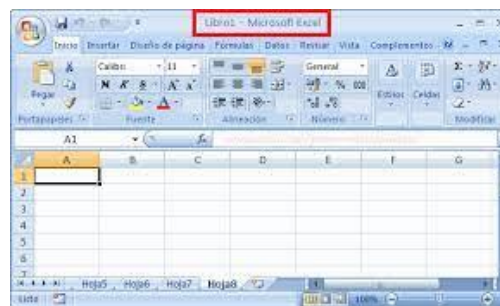 Libro1 - Microsoft Excel
Inicio Insertar Diseño de página Fórmulas Datos Revisar Vista Complementos
Calibri 11 General
Pegar N K S A A % 000 Estilos Celdas
Portapapeles Fuente Alineación Número Modificar
A1 fx
A B C D E F G
1
2
3
4
5
6
7
Hoja5 Hoja6 Hoja7 Hoja8
Listo 100%